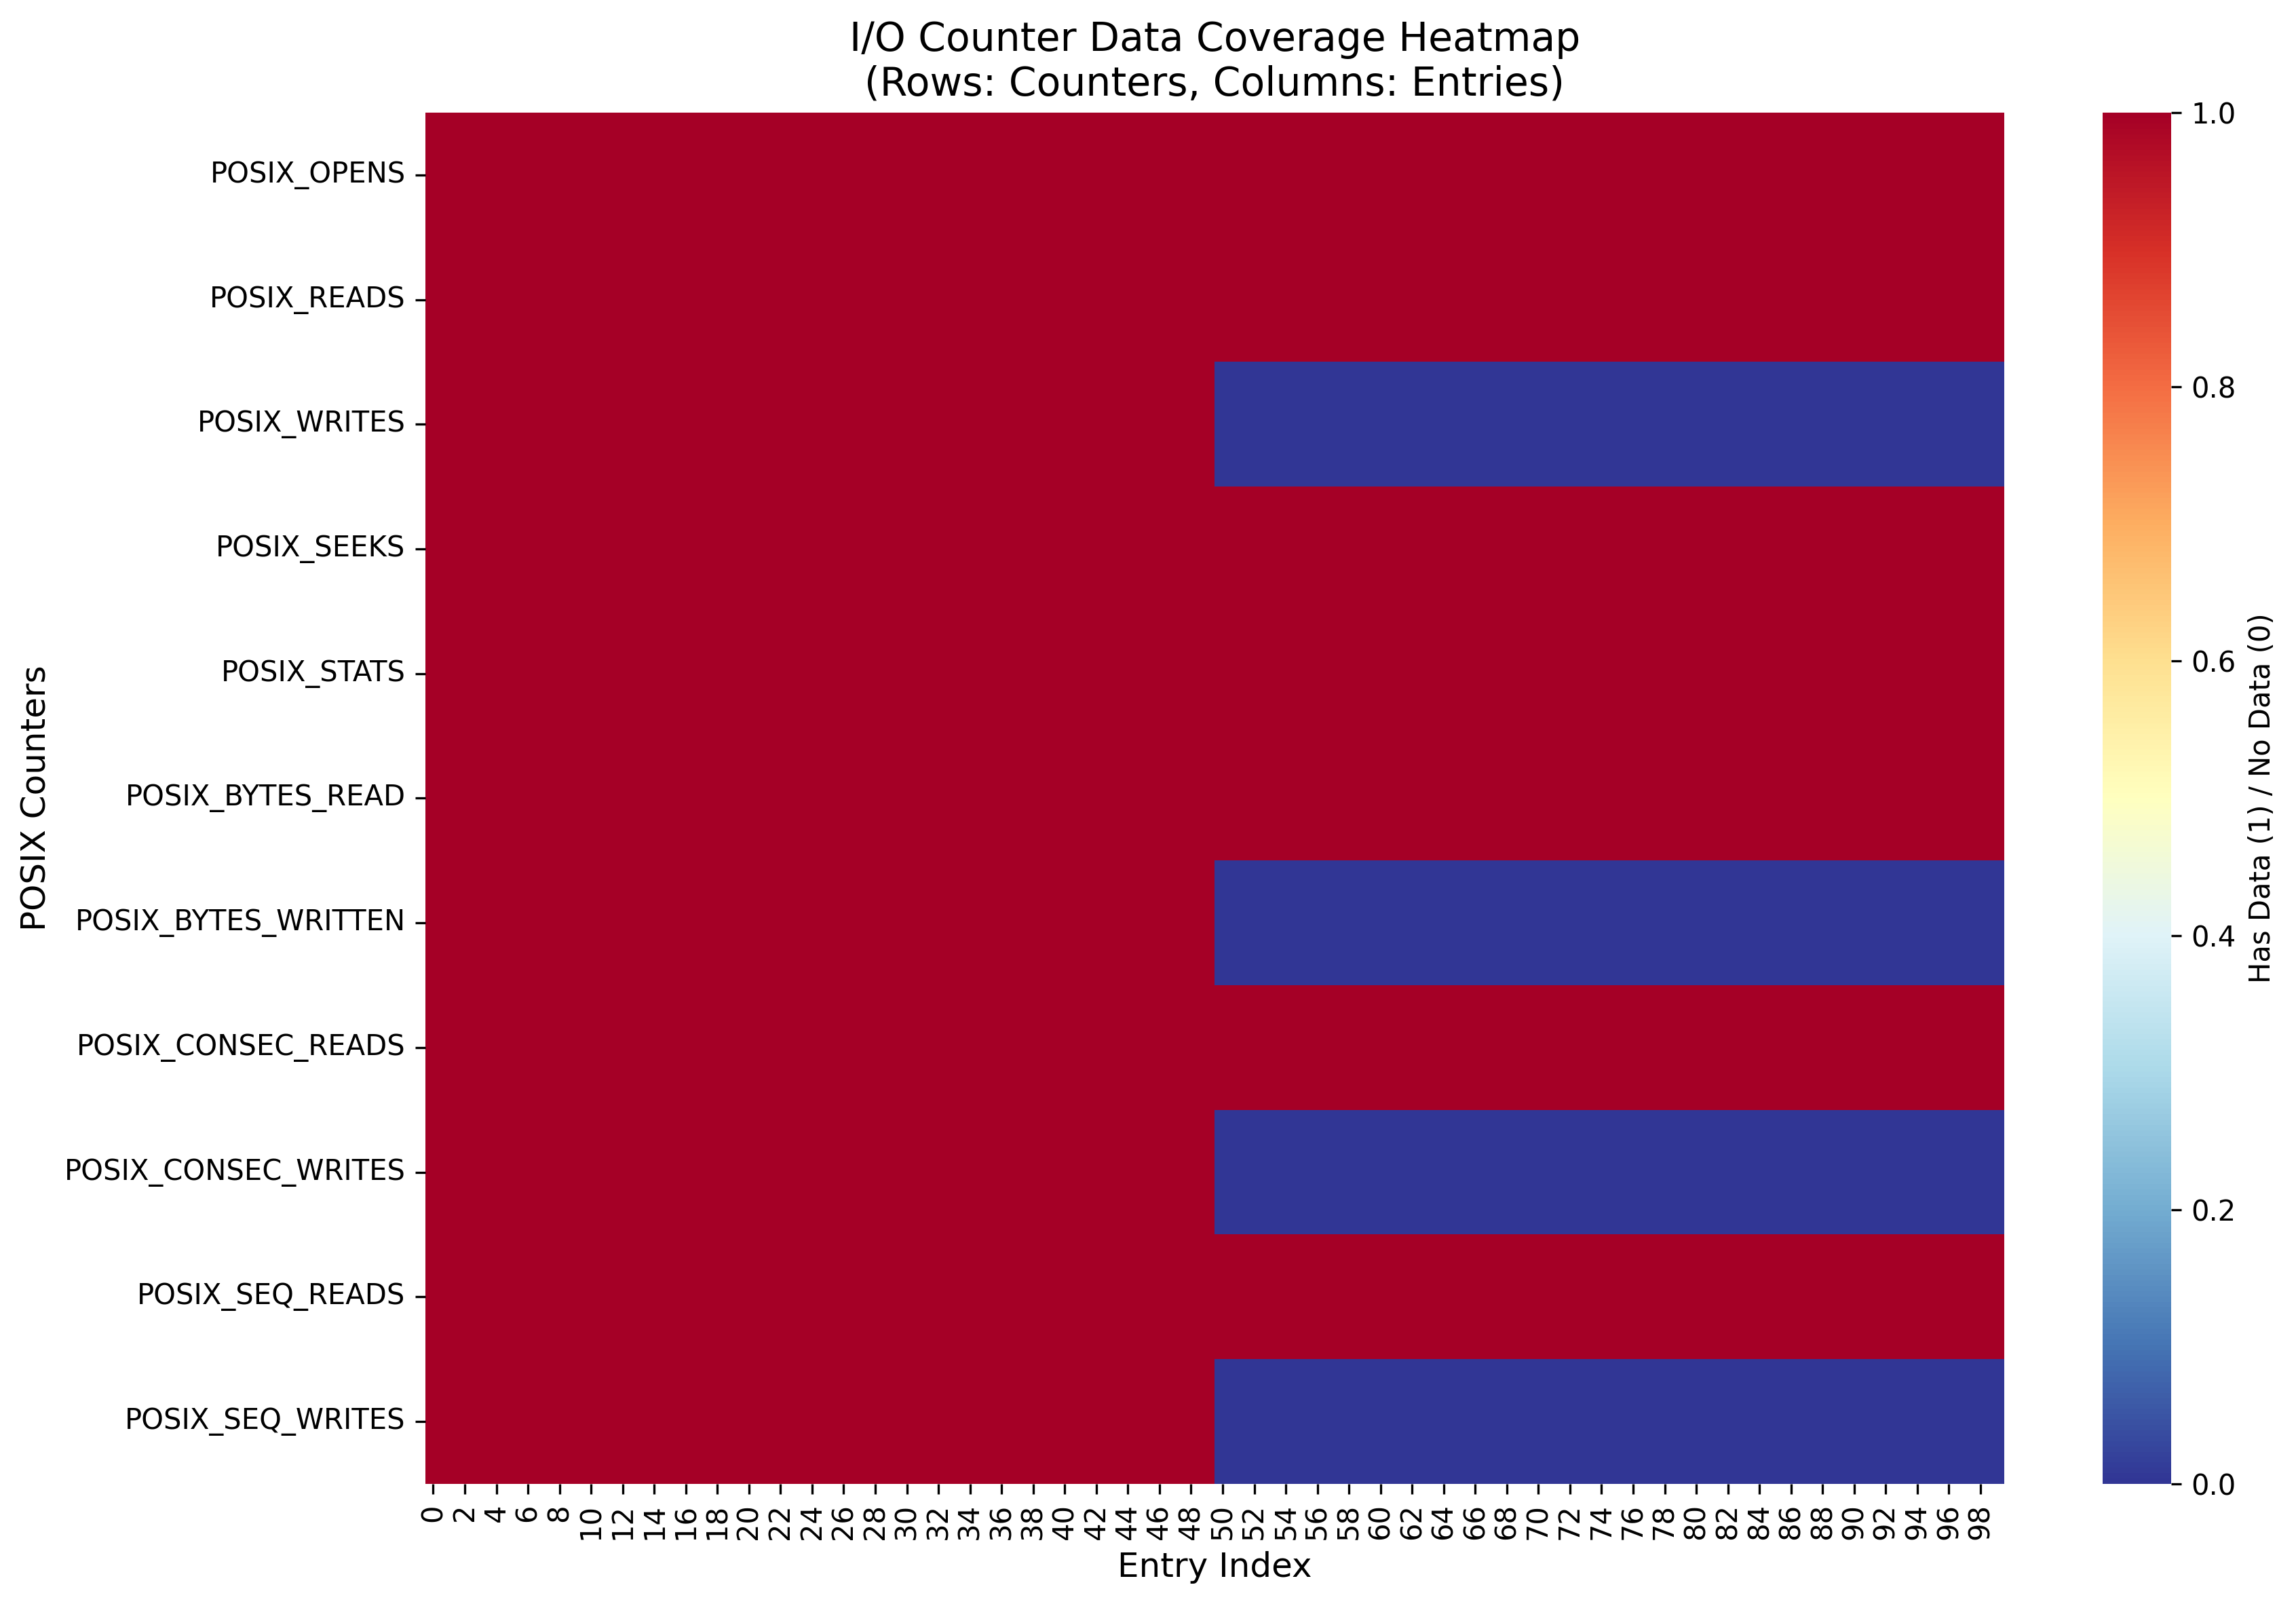 I/O Counter Data Coverage Heatmap
(Rows: Counters, Columns: Entries)
POSIX Counters
POSIX_OPENS
POSIX_READS
POSIX_WRITES
POSIX_SEEKS
POSIX_STATS
POSIX_BYTES_READ
POSIX_BYTES_WRITTEN
POSIX_CONSEC_READS
POSIX_CONSEC_WRITES
POSIX_SEQ_READS
POSIX_SEQ_WRITES
0 2 4 6 8 10 12 14 16 18 20 22 24 26 28 30 32 34 36 38 40 42 44 46 48 50 52 54 56 58 60 62 64 66 68 70 72 74 76 78 80 82 84 86 88 90 92 94 96 98
Entry Index
1.0
0.8
0.6
0.4
0.2
0.0
Has Data (1) / No Data (0)